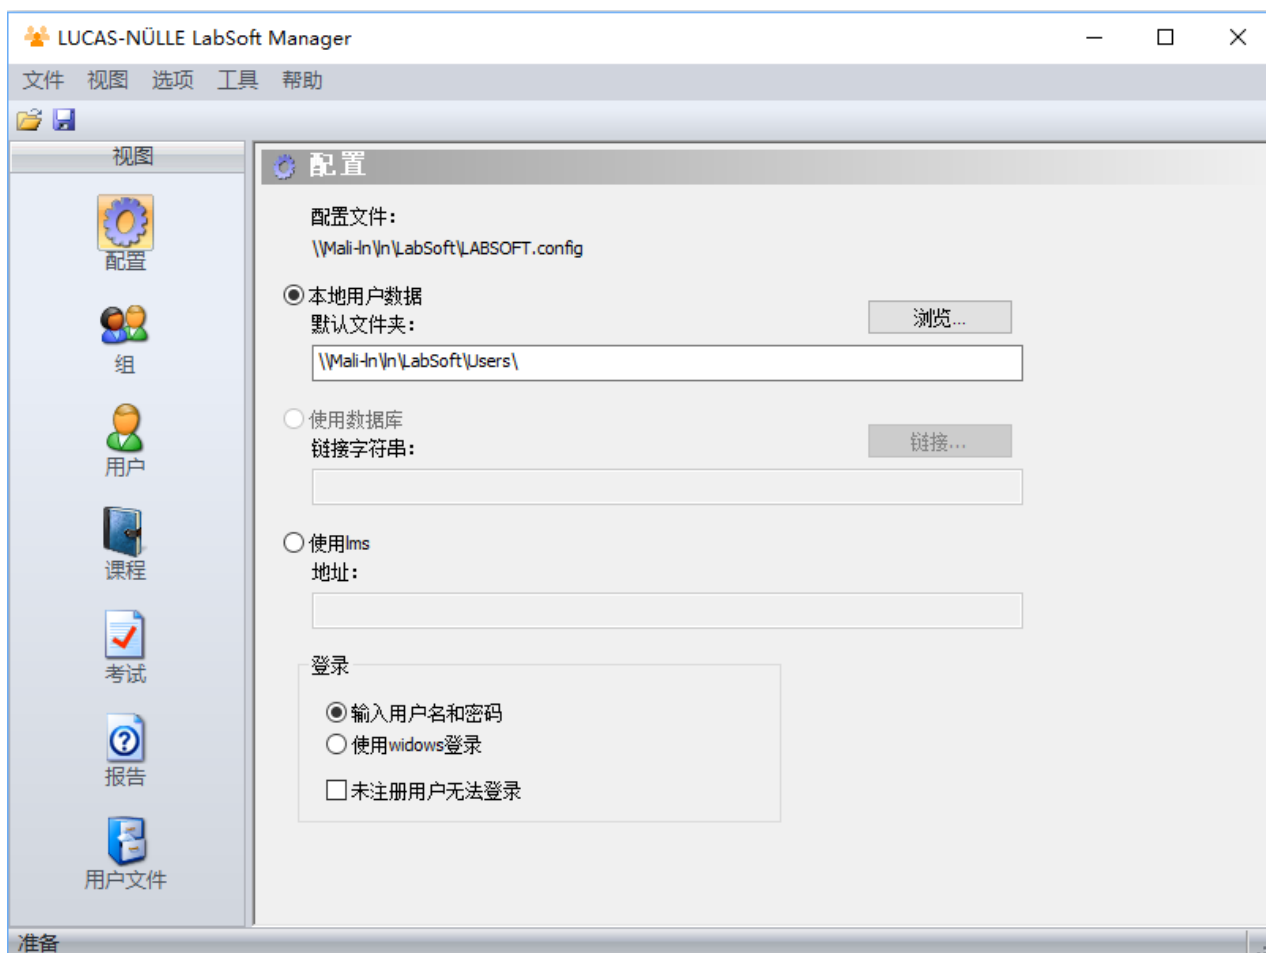 LUCAS-NÜLLE LabSoft Manager
文件 视图 选项 工具 帮助
视图
配置
组
用户
课程
考试
报告
用户文件
配置
配置文件：
\\Mali-ln\ln\LabSoft\LABSOFT.config
本地用户数据
默认文件夹：
浏览...
\\Mali-ln\ln\LabSoft\Users\
使用数据库
链接字符串：
链接...
使用lms
地址：
登录
输入用户名和密码
使用widows登录
未注册用户无法登录
准备